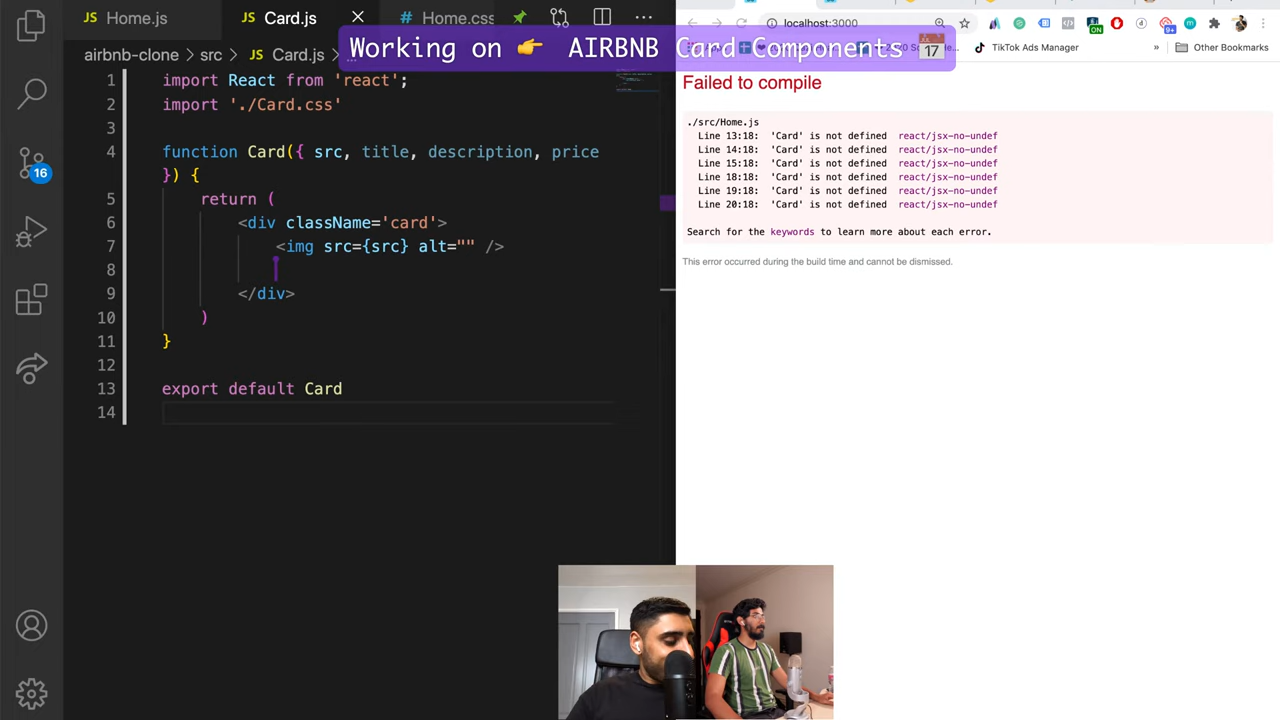 JS Home.js
JS Card.js
# Home.css
localhost:3000
ON
9+
airbnb-clone > src > JS Card.js >
Working on 👉 AIRBNB Card Components
JUL
17
TikTok Ads Manager
»
Other Bookmarks
16
1 import React from 'react';
2 import './Card.css'
3
4 function Card({ src, title, description, price
}) {
5 return (
6 <div className='card'>
7 <img src={src} alt="" />
8
9 </div>
10 )
11 }
12
13 export default Card
14
Failed to compile
./src/Home.js
Line 13:18: 'Card' is not defined react/jsx-no-undef
Line 14:18: 'Card' is not defined react/jsx-no-undef
Line 15:18: 'Card' is not defined react/jsx-no-undef
Line 18:18: 'Card' is not defined react/jsx-no-undef
Line 19:18: 'Card' is not defined react/jsx-no-undef
Line 20:18: 'Card' is not defined react/jsx-no-undef
Search for the keywords to learn more about each error.
This error occurred during the build time and cannot be dismissed.